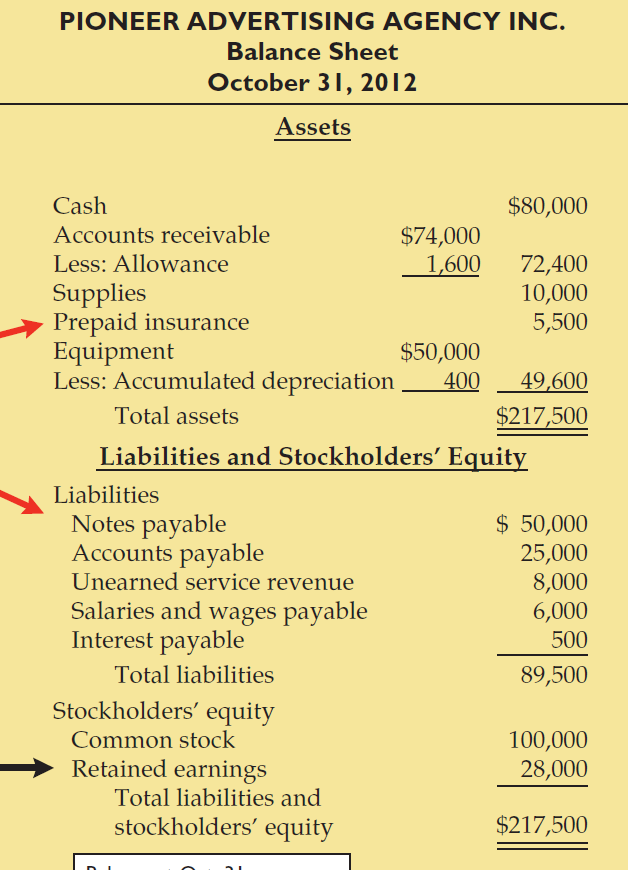 PIONEER ADVERTISING AGENCY INC.
Balance Sheet
October 31, 2012
Assets
Cash $80,000
Accounts receivable $74,000
Less: Allowance 1,600 72,400
Supplies 10,000
Prepaid insurance 5,500
Equipment $50,000
Less: Accumulated depreciation 400 49,600
Total assets $217,500
Liabilities and Stockholders’ Equity
Liabilities
Notes payable $ 50,000
Accounts payable 25,000
Unearned service revenue 8,000
Salaries and wages payable 6,000
Interest payable 500
Total liabilities 89,500
Stockholders’ equity
Common stock 100,000
Retained earnings 28,000
Total liabilities and
stockholders’ equity $217,500